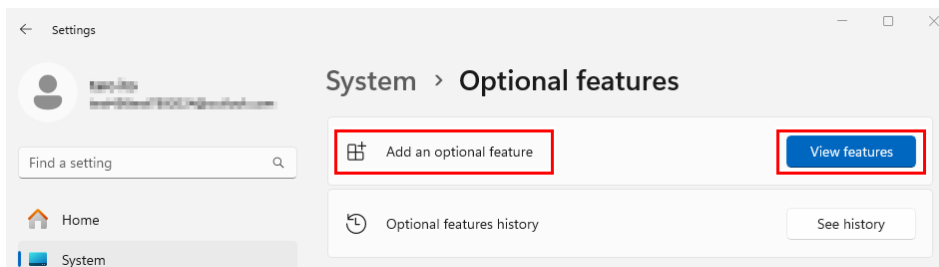 Settings
System > Optional features
Find a setting
Home
System
Add an optional feature
View features
Optional features history
See history